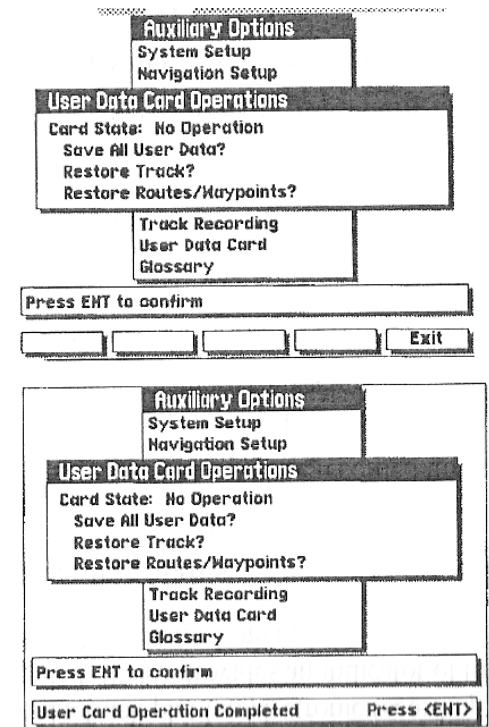 Auxiliary Options
System Setup
Navigation Setup
User Data Card Operations
Card State: No Operation
Save All User Data?
Restore Track?
Restore Routes/Waypoints?
Track Recording
User Data Card
Glossary
Press ENT to confirm
Exit
Auxiliary Options
System Setup
Navigation Setup
User Data Card Operations
Card State: No Operation
Save All User Data?
Restore Track?
Restore Routes/Waypoints?
Track Recording
User Data Card
Glossary
Press ENT to confirm
User Card Operation Completed Press <ENT>